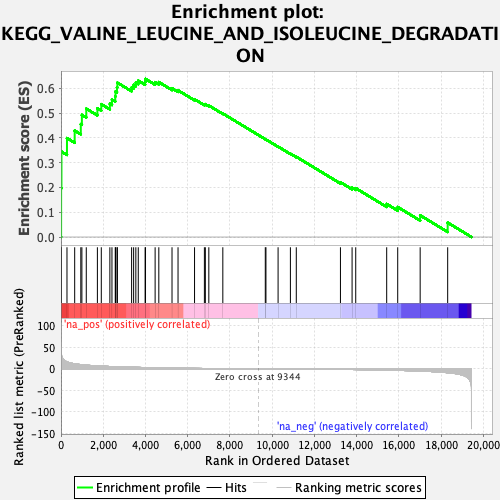 Enrichment plot:
KEGG_VALINE_LEUCINE_AND_ISOLEUCINE_DEGRADATI
ON
Enrichment score (ES)
0.6
0.5
0.4
0.3
0.2
0.1
0.0
'na_pos' (positively correlated)
Ranked list metric (PreRanked)
100
50
0
-50
-100
-150
Zero cross at 9344
'na_neg' (negatively correlated)
0 2,000 4,000 6,000 8,000 10,000 12,000 14,000 16,000 18,000 20,000
Rank in Ordered Dataset
Enrichment profile Hits Ranking metric scores